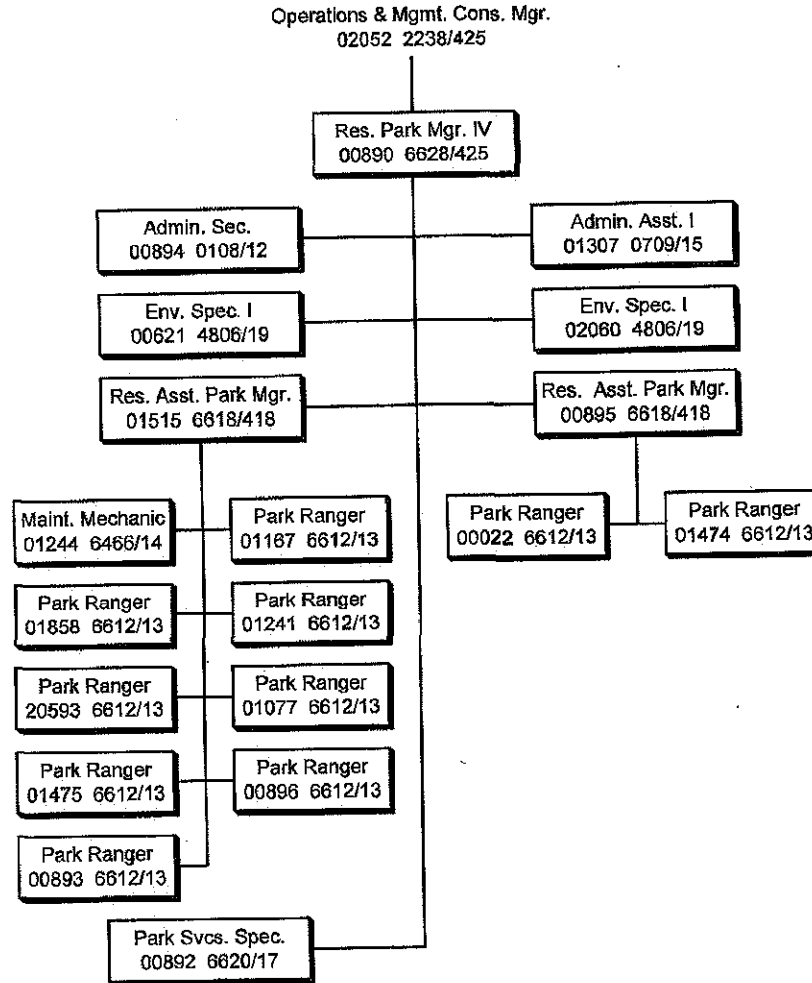 Operations & Mgmt. Cons. Mgr.
02052 2238/425
Res. Park Mgr. IV
00890 6628/425
Admin. Sec.
00894 0108/12
Admin. Asst. I
01307 0709/15
Env. Spec. I
00621 4806/19
Env. Spec. I
02060 4806/19
Res. Asst. Park Mgr.
01515 6618/418
Res. Asst. Park Mgr.
00895 6618/418
Maint. Mechanic
01244 6466/14
Park Ranger
01167 6612/13
Park Ranger
00022 6612/13
Park Ranger
01474 6612/13
Park Ranger
01858 6612/13
Park Ranger
01241 6612/13
Park Ranger
20593 6612/13
Park Ranger
01077 6612/13
Park Ranger
01475 6612/13
Park Ranger
00896 6612/13
Park Ranger
00893 6612/13
Park Svcs. Spec.
00892 6620/17